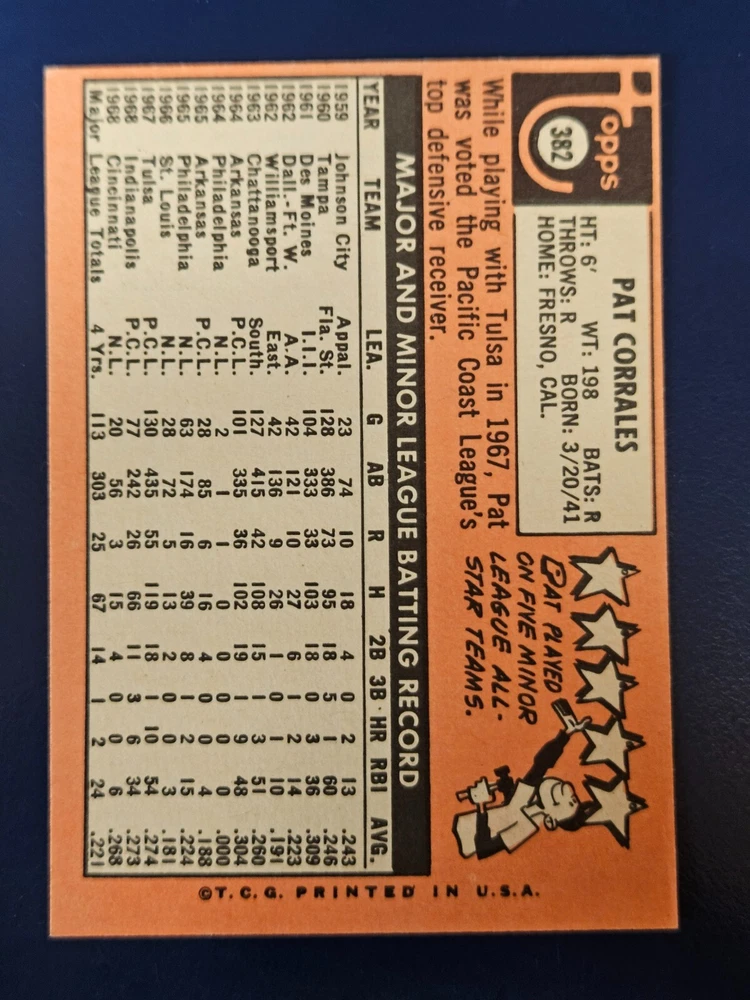 Topps
382
PAT CORRALES
HT: 6' WT: 198 BATS: R
THROWS: R BORN: 3/20/41
HOME: FRESNO, CAL.
While playing with Tulsa in 1967, Pat
was voted the Pacific Coast League's
top defensive receiver.
PAT PLAYED
ON FIVE MINOR
LEAGUE ALL-
STAR TEAMS.
MAJOR AND MINOR LEAGUE BATTING RECORD
YEAR TEAM LEA. G AB R H 2B 3B HR RBI AVG.
1959 Johnson City Appal. 23 74 10 18 4 0 2 13 .243
1960 Tampa Fla. St. 128 386 73 95 18 5 1 60 .246
1961 Des Moines I.I.I. 104 333 33 103 18 0 3 36 .309
1962 Dall.-Ft. W. A.A. 42 121 10 27 6 1 2 14 .223
1962 Williamsport East. 42 136 9 26 1 0 1 10 .191
1963 Chattanooga South. 127 415 42 108 15 1 3 51 .260
1964 Arkansas P.C.L. 101 335 36 102 19 1 9 48 .304
1964 Philadelphia N.L. 2 1 1 0 0 0 0 0 .000
1965 Arkansas P.C.L. 28 85 6 16 4 0 0 4 .188
1965 Philadelphia N.L. 63 174 16 39 8 1 2 15 .224
1966 St. Louis N.L. 28 72 5 13 2 0 0 3 .181
1967 Tulsa P.C.L. 130 435 55 119 18 1 10 54 .274
1968 Indianapolis P.C.L. 77 242 26 66 11 3 6 34 .273
1968 Cincinnati N.L. 20 56 3 15 4 0 0 6 .268
Major League Totals 4 Yrs. 113 303 25 67 14 1 2 24 .221
©T.C.G. PRINTED IN U.S.A.